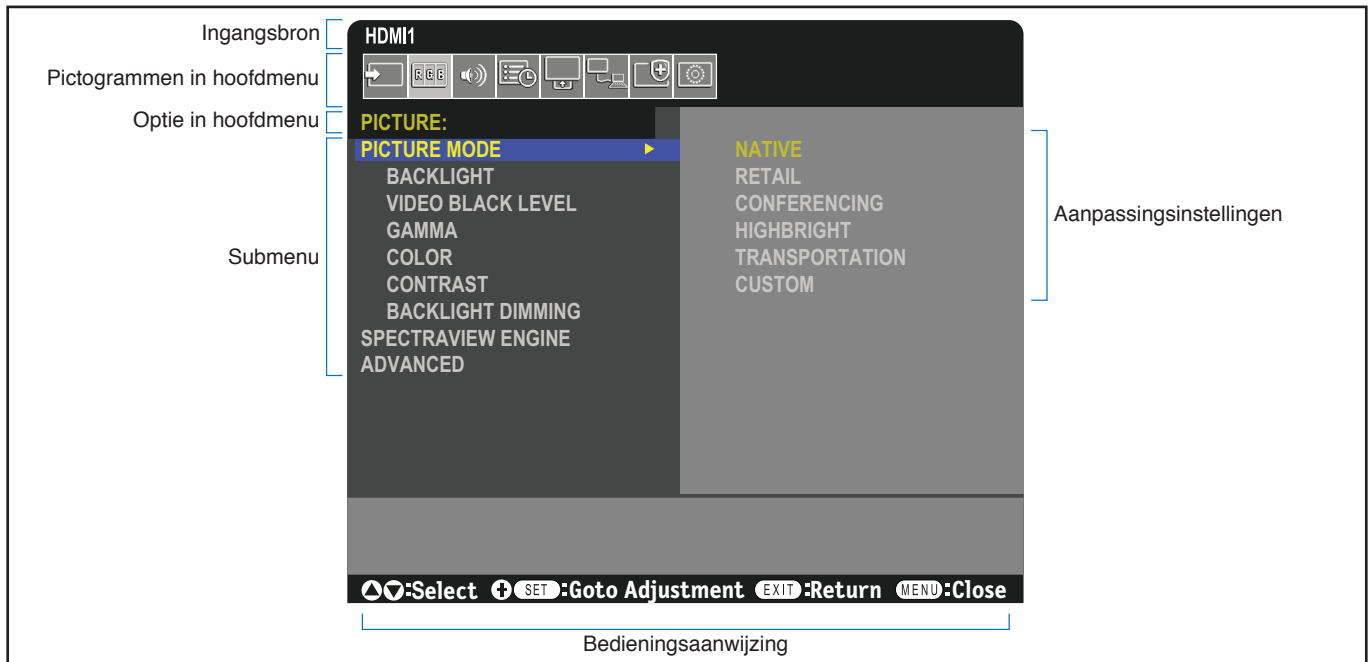 Ingangsbron
HDMI1
Pictogrammen in hoofdmenu
RGB
Optie in hoofdmenu
PICTURE:
Submenu
PICTURE MODE
BACKLIGHT
VIDEO BLACK LEVEL
GAMMA
COLOR
CONTRAST
BACKLIGHT DIMMING
SPECTRAVIEW ENGINE
ADVANCED
NATIVE
RETAIL
CONFERENCING
HIGHBRIGHT
TRANSPORTATION
CUSTOM
Aanpassingsinstellingen
:Select SET:Goto Adjustment EXIT:Return MENU:Close
Bedieningsaanwijzing